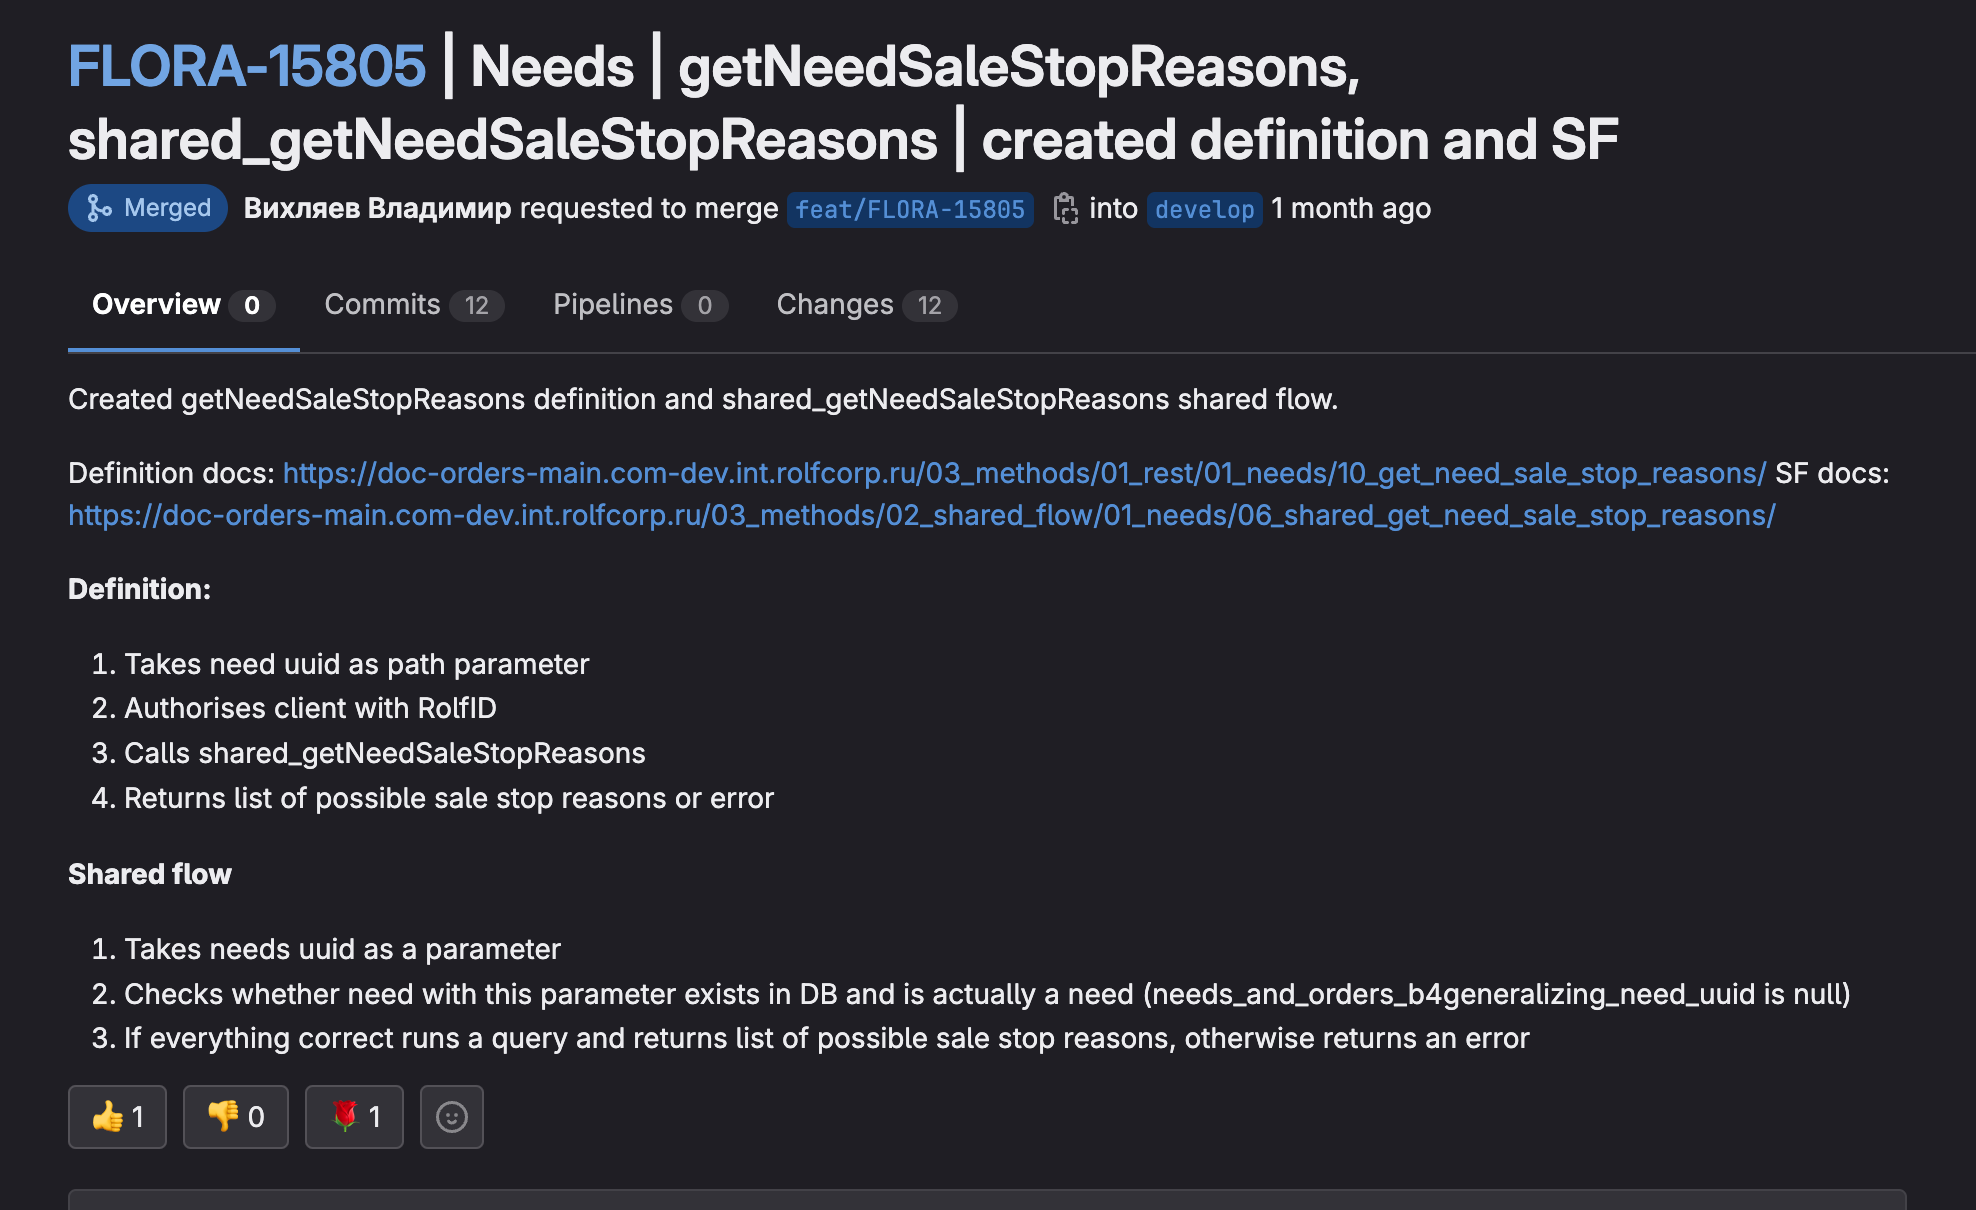 FLORA-15805 | Needs | getNeedSaleStopReasons,
shared_getNeedSaleStopReasons | created definition and SF
Merged Вихляев Владимир requested to merge feat/FLORA-15805 into develop 1 month ago
Overview 0 Commits 12 Pipelines 0 Changes 12
Created getNeedSaleStopReasons definition and shared_getNeedSaleStopReasons shared flow.
Definition docs: https://doc-orders-main.com-dev.int.rolfcorp.ru/03_methods/01_rest/01_needs/10_get_need_sale_stop_reasons/ SF docs:
https://doc-orders-main.com-dev.int.rolfcorp.ru/03_methods/02_shared_flow/01_needs/06_shared_get_need_sale_stop_reasons/
Definition:
1. Takes need uuid as path parameter
2. Authorises client with RolfID
3. Calls shared_getNeedSaleStopReasons
4. Returns list of possible sale stop reasons or error
Shared flow
1. Takes needs uuid as a parameter
2. Checks whether need with this parameter exists in DB and is actually a need (needs_and_orders_b4generalizing_need_uuid is null)
3. If everything correct runs a query and returns list of possible sale stop reasons, otherwise returns an error
👍 1 👎 0 🌹 1